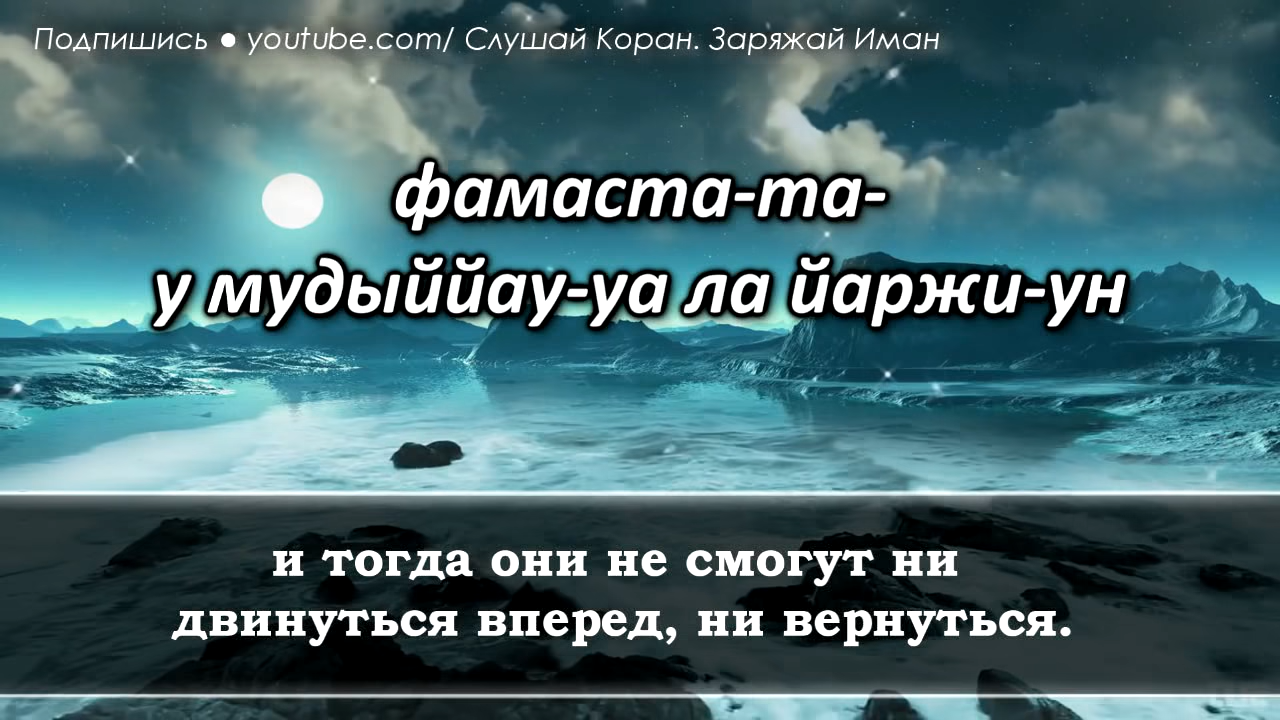 Подпишись ● youtube.com/ Слушай Коран. Заряжай Иман
фамаста-та-
у мудыййау-уа ла йаржи-ун
и тогда они не смогут ни
двинуться вперед, ни вернуться.